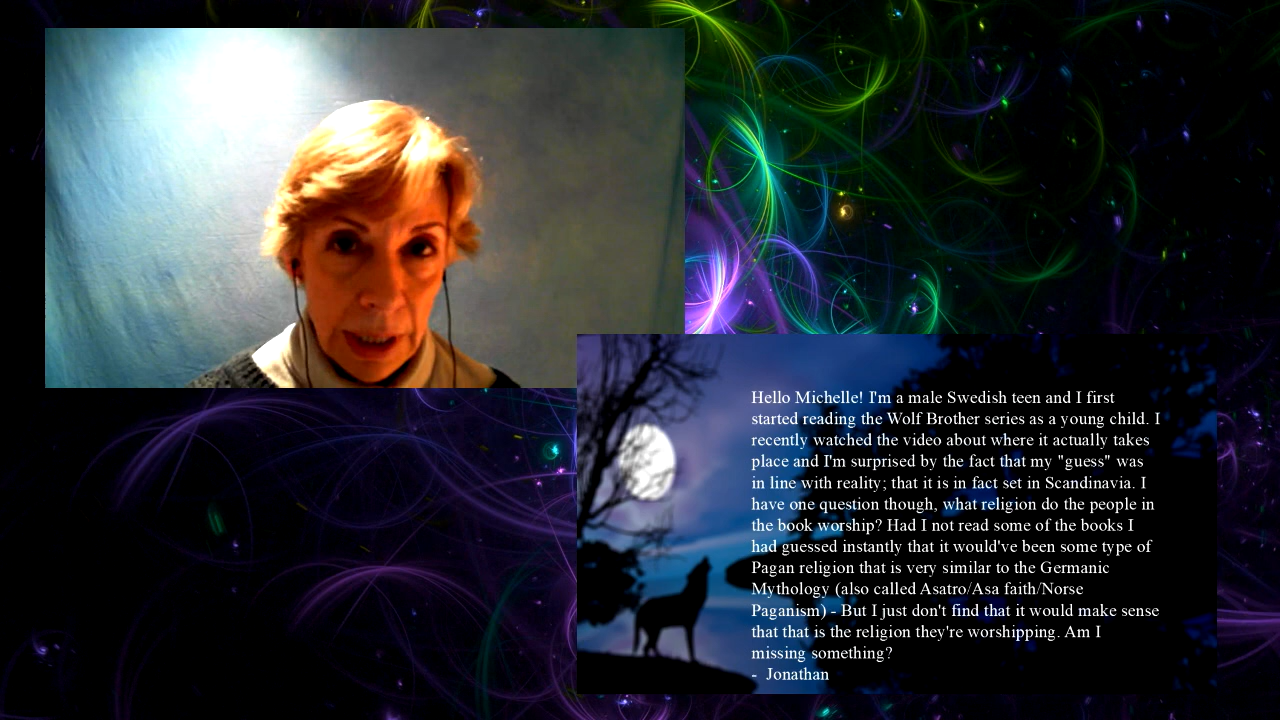 Hello Michelle! I'm a male Swedish teen and I first
started reading the Wolf Brother series as a young child. I
recently watched the video about where it actually takes
place and I'm surprised by the fact that my "guess" was
in line with reality; that it is in fact set in Scandinavia. I
have one question though, what religion do the people in
the book worship? Had I not read some of the books I
had guessed instantly that it would've been some type of
Pagan religion that is very similar to the Germanic
Mythology (also called Asatro/Asa faith/Norse
Paganism) - But I just don't find that it would make sense
that that is the religion they're worshipping. Am I
missing something?
- Jonathan